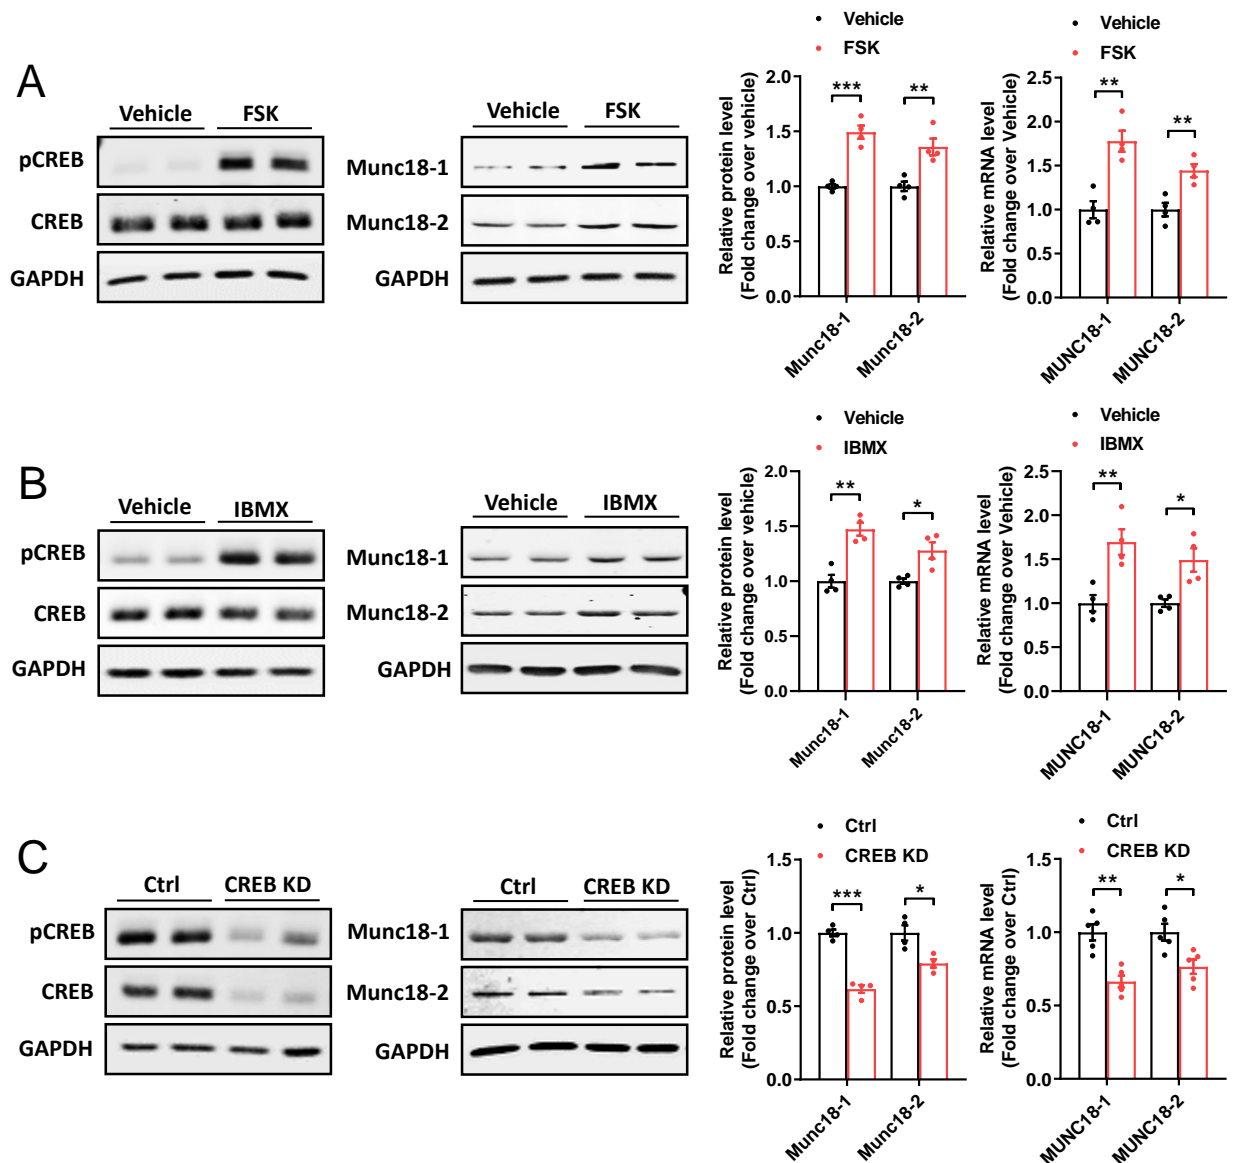 A
Vehicle FSK
pCREB
CREB
GAPDH
Vehicle FSK
Munc18-1
Munc18-2
GAPDH
Vehicle
FSK
Relative protein level
(Fold change over vehicle)
2.0
1.5
1.0
0.5
0.0
*** **
Munc18-1 Munc18-2
Vehicle
FSK
Relative mRNA level
(Fold change over Vehicle)
2.5
2.0
1.5
1.0
0.5
0.0
** **
MUNC18-1 MUNC18-2
B
Vehicle IBMX
pCREB
CREB
GAPDH
Vehicle IBMX
Munc18-1
Munc18-2
GAPDH
Vehicle
IBMX
Relative protein level
(Fold change over vehicle)
2.0
1.5
1.0
0.5
0.0
** *
Munc18-1 Munc18-2
Vehicle
IBMX
Relative mRNA level
(Fold change over Vehicle)
2.5
2.0
1.5
1.0
0.5
0.0
** *
MUNC18-1 MUNC18-2
C
Ctrl CREB KD
pCREB
CREB
GAPDH
Ctrl CREB KD
Munc18-1
Munc18-2
GAPDH
Ctrl
CREB KD
Relative protein level
(Fold change over Ctrl)
1.5
1.0
0.5
0.0
*** *
Munc18-1 Munc18-2
Ctrl
CREB KD
Relative mRNA level
(Fold change over Ctrl)
1.5
1.0
0.5
0.0
** *
MUNC18-1 MUNC18-2